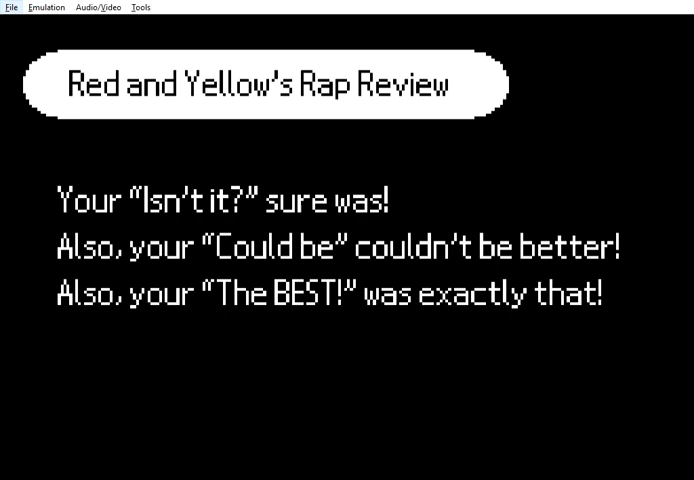 File Emulation Audio/Video Tools
Red and Yellow's Rap Review
Your “Isn't it?” sure was!
Also, your “Could be” couldn't be better!
Also, your “The BEST!” was exactly that!